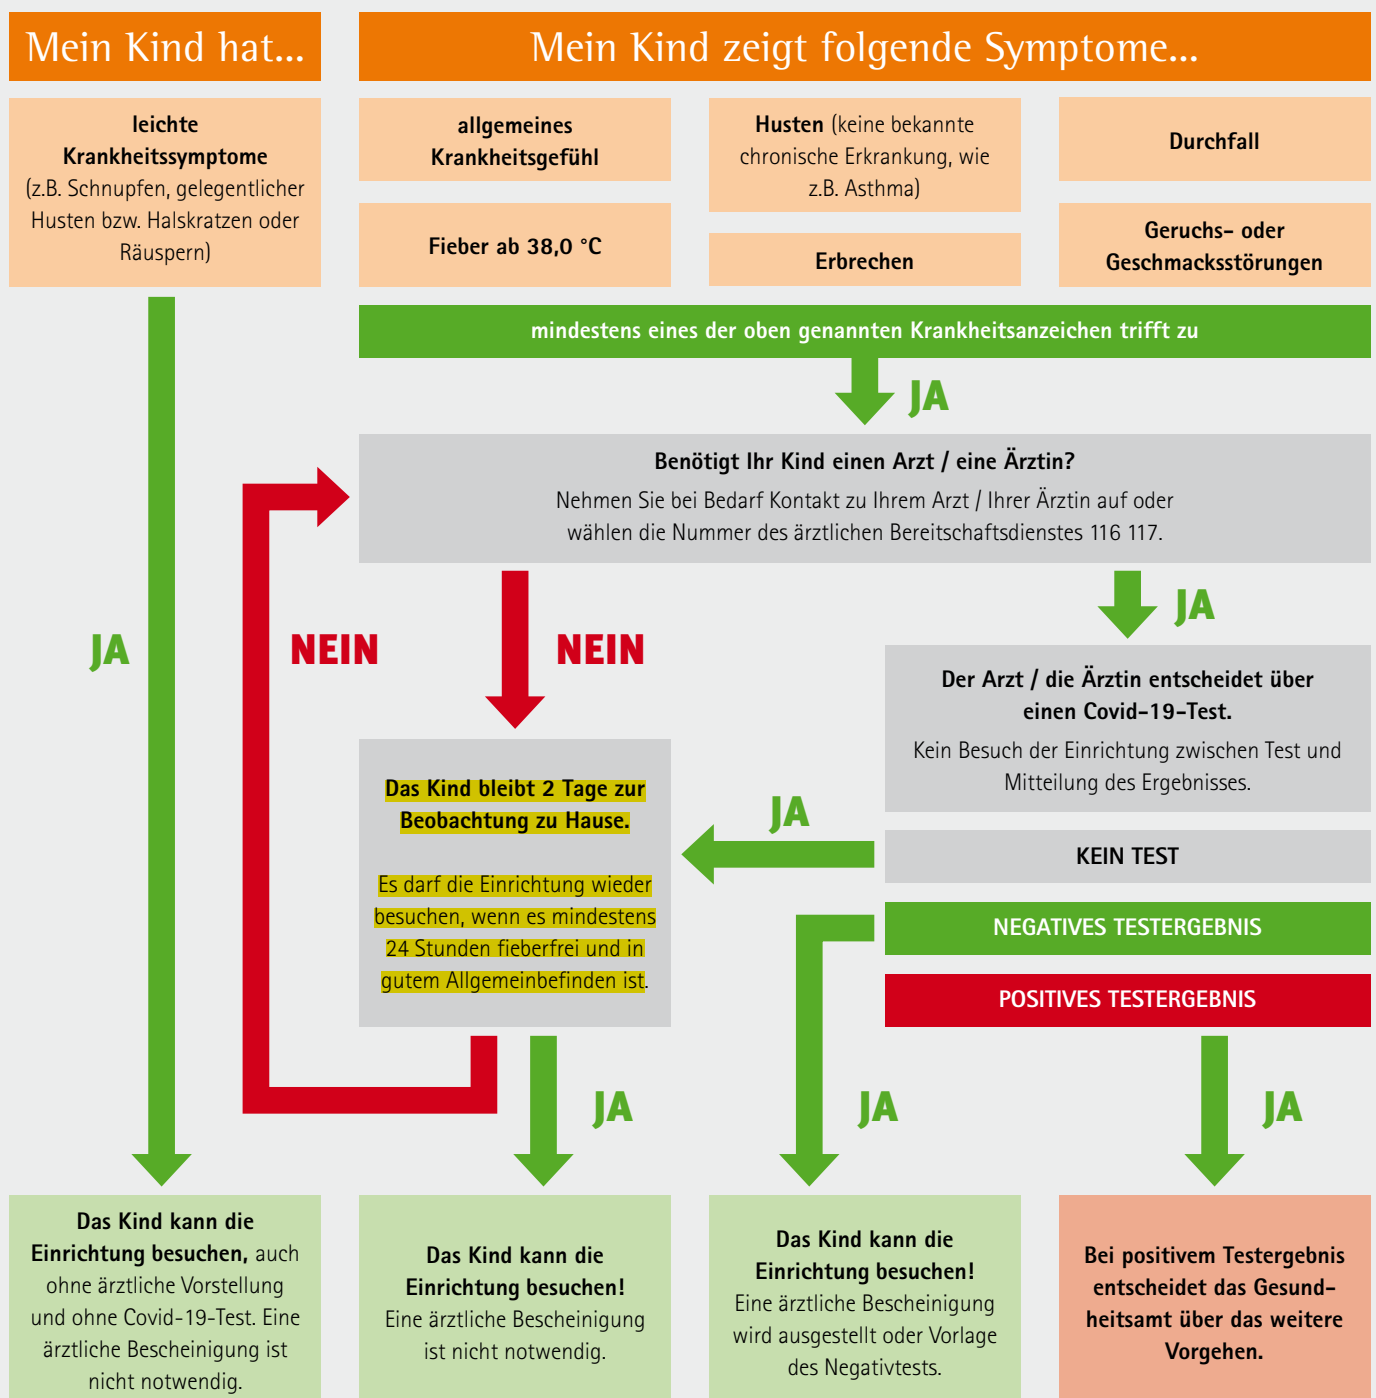 Mein Kind hat...
Mein Kind zeigt folgende Symptome...
leichte
Krankheitssymptome
(z.B. Schnupfen, gelegentlicher
Husten bzw. Halskratzen oder
Räuspern)
allgemeines
Krankheitsgefühl
Husten (keine bekannte
chronische Erkrankung, wie
z.B. Asthma)
Durchfall
Fieber ab 38,0 °C
Erbrechen
Geruchs- oder
Geschmacksstörungen
mindestens eines der oben genannten Krankheitsanzeichen trifft zu
JA
Benötigt Ihr Kind einen Arzt / eine Ärztin?
Nehmen Sie bei Bedarf Kontakt zu Ihrem Arzt / Ihrer Ärztin auf oder
wählen die Nummer des ärztlichen Bereitschaftsdienstes 116 117.
JA
JA
NEIN
NEIN
Der Arzt / die Ärztin entscheidet über
einen Covid-19-Test.
Kein Besuch der Einrichtung zwischen Test und
Mitteilung des Ergebnisses.
Das Kind bleibt 2 Tage zur
Beobachtung zu Hause.
Es darf die Einrichtung wieder
besuchen, wenn es mindestens
24 Stunden fieberfrei und in
gutem Allgemeinbefinden ist.
JA
KEIN TEST
NEGATIVES TESTERGEBNIS
POSITIVES TESTERGEBNIS
JA
JA
JA
Das Kind kann die
Einrichtung besuchen, auch
ohne ärztliche Vorstellung
und ohne Covid-19-Test. Eine
ärztliche Bescheinigung ist
nicht notwendig.
Das Kind kann die
Einrichtung besuchen!
Eine ärztliche Bescheinigung
ist nicht notwendig.
Das Kind kann die
Einrichtung besuchen!
Eine ärztliche Bescheinigung
wird ausgestellt oder Vorlage
des Negativtests.
Bei positivem Testergebnis
entscheidet das Gesund-
heitsamt über das weitere
Vorgehen.